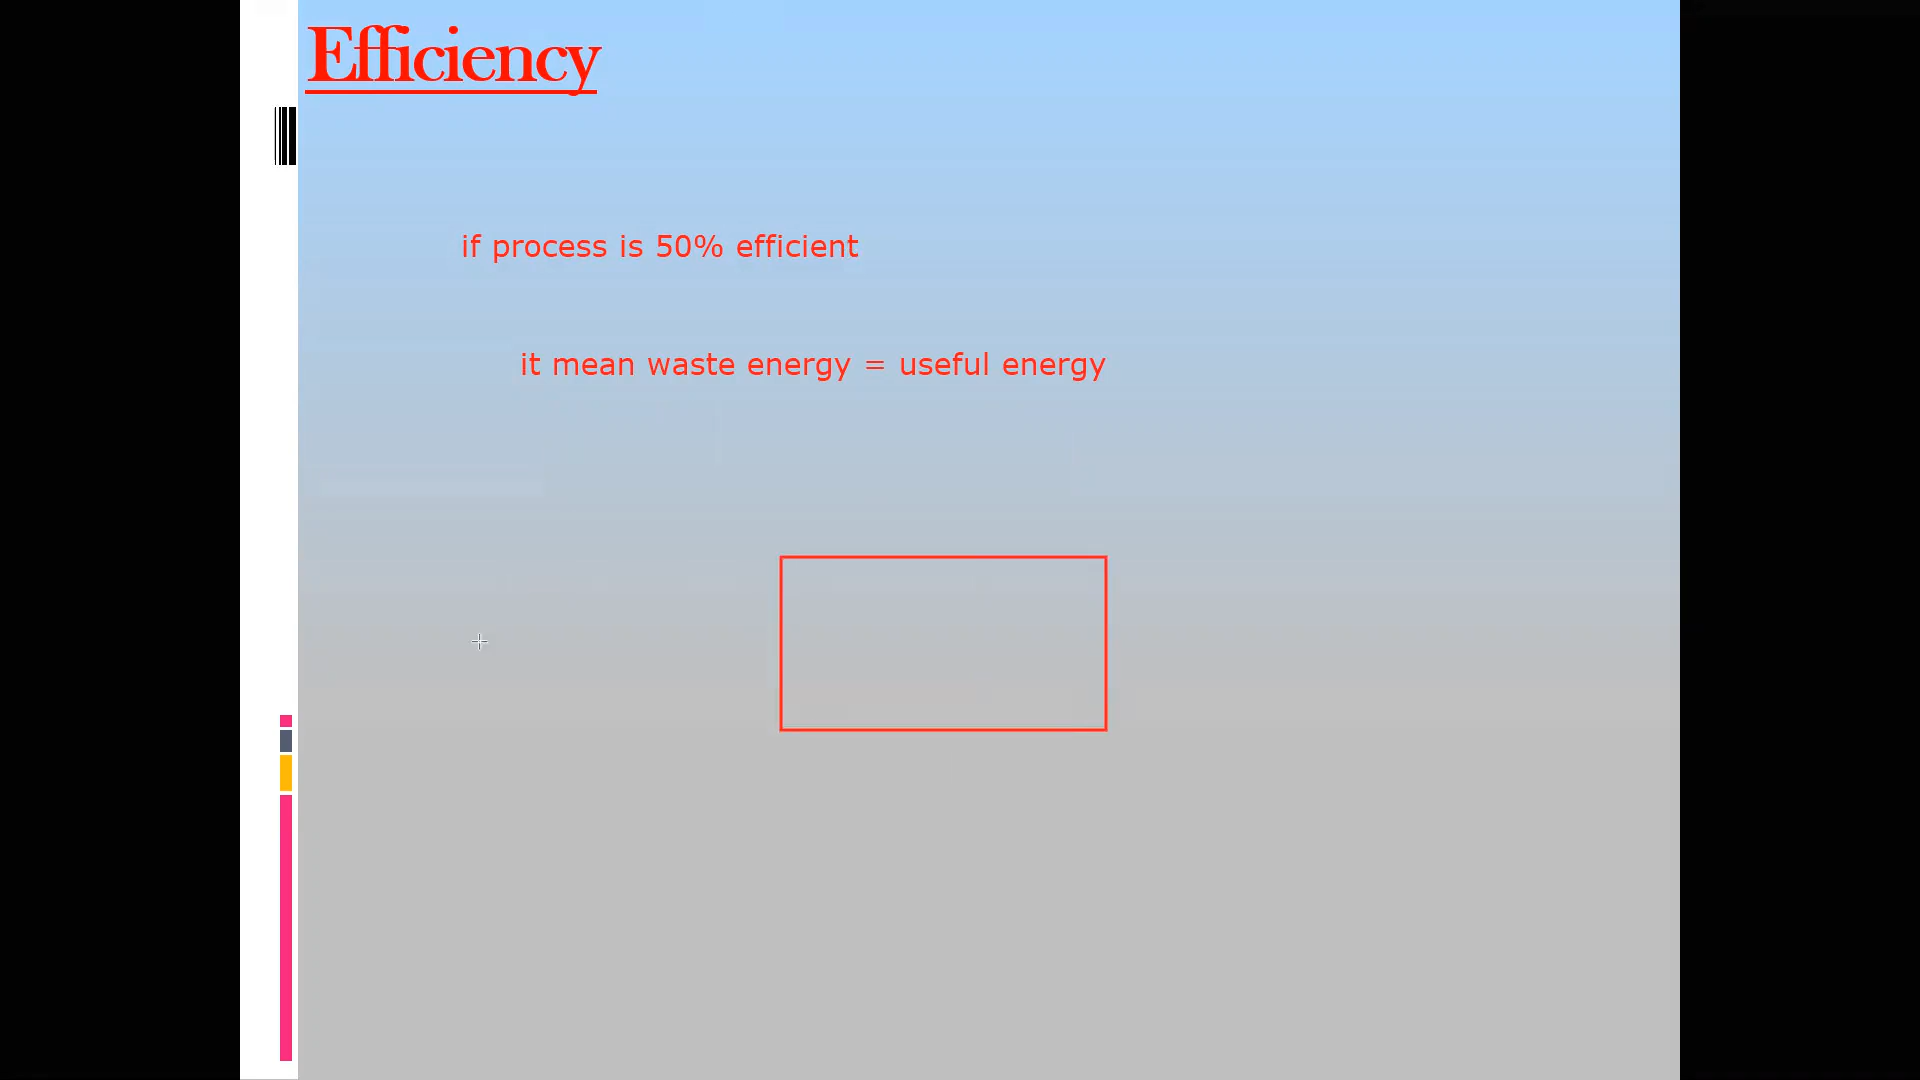 Efficiency
if process is 50% efficient
it mean waste energy = useful energy